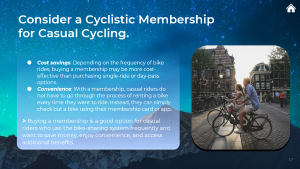 Consider a Cyclistic Membership
for Casual Cycling.
● Cost savings: Depending on the frequency of bike
rides, buying a membership may be more cost-
effective than purchasing single-ride or day-pass
options.
● Convenience: With a membership, casual riders do
not have to go through the process of renting a bike
every time they want to ride. Instead, they can simply
check out a bike using their membership card or app.
➢ Buying a membership is a good option for casual
riders who use the bike-sharing system frequently and
want to save money, enjoy convenience, and access
additional benefits.